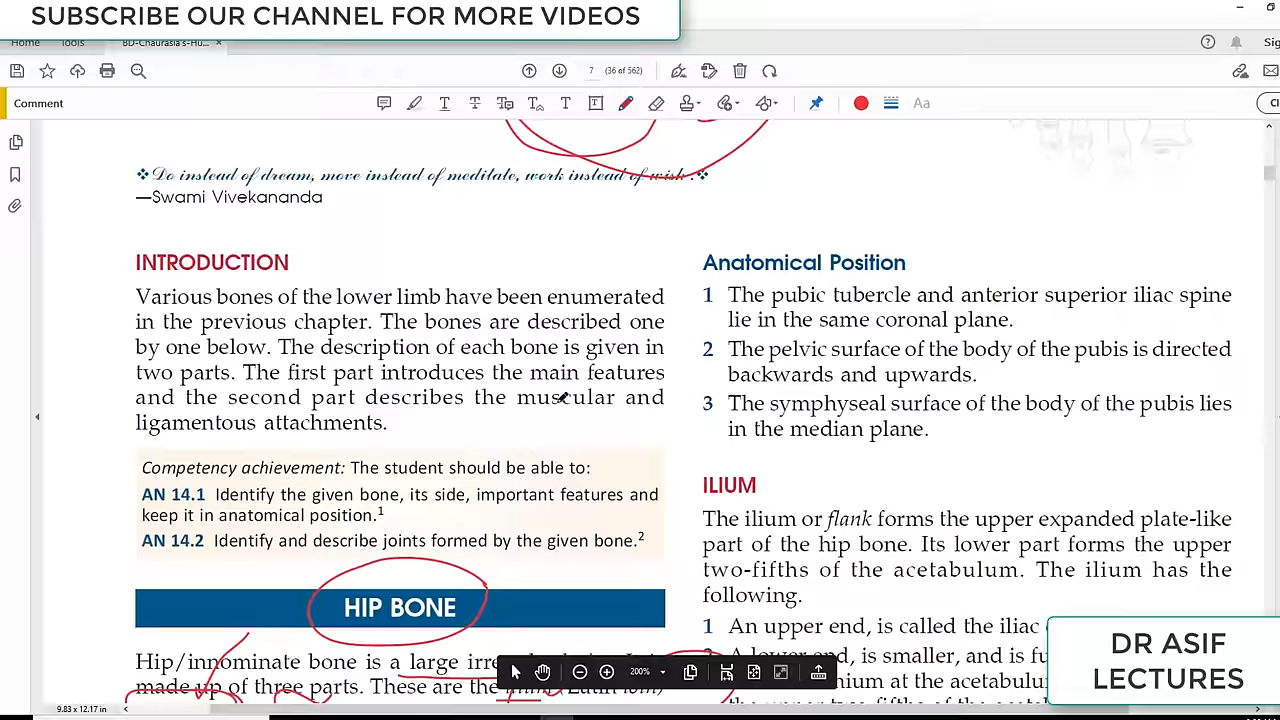 SUBSCRIBE OUR CHANNEL FOR MORE VIDEOS
Home Tools BD-Chaurasia's-Hu... ×
7 (36 of 562)
Comment
Aa
Do instead of dream, move instead of meditate, work instead of wish.
—Swami Vivekananda
INTRODUCTION
Various bones of the lower limb have been enumerated
in the previous chapter. The bones are described one
by one below. The description of each bone is given in
two parts. The first part introduces the main features
and the second part describes the muscular and
ligamentous attachments.
Competency achievement: The student should be able to:
AN 14.1 Identify the given bone, its side, important features and
keep it in anatomical position.1
AN 14.2 Identify and describe joints formed by the given bone.2
HIP BONE
Hip/innominate bone is a large
made up of three parts. These are the
Anatomical Position
1 The pubic tubercle and anterior superior iliac spine
lie in the same coronal plane.
2 The pelvic surface of the body of the pubis is directed
backwards and upwards.
3 The symphyseal surface of the body of the pubis lies
in the median plane.
ILIUM
The ilium or flank forms the upper expanded plate-like
part of the hip bone. Its lower part forms the upper
two-fifths of the acetabulum. The ilium has the
following.
1 An upper end, is called the iliac
A lower end, is smaller, and is
at the acetabulum
200%
9.83 x 12.17 in
DR ASIF
LECTURES